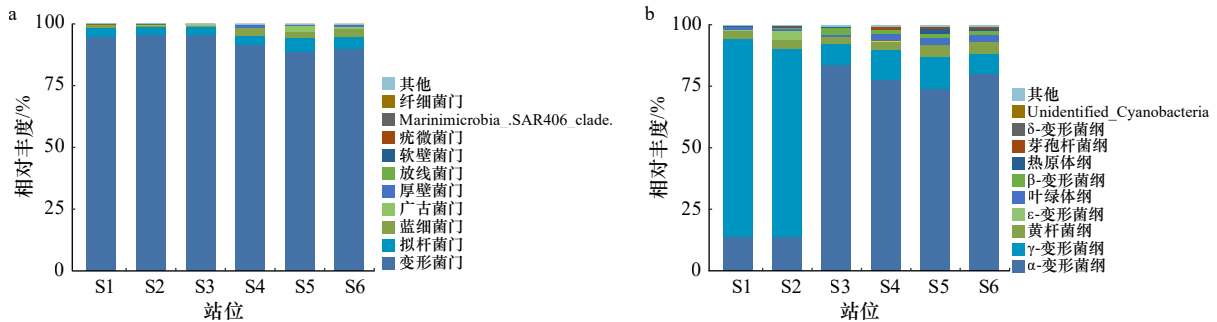 a
100
75
50
25
0
相对丰度/%
S1 S2 S3 S4 S5 S6
站位
其他
纤细菌门
Marinimicrobia_.SAR406_clade.
疣微菌门
软壁菌门
放线菌门
厚壁菌门
广古菌门
蓝细菌门
拟杆菌门
变形菌门
b
100
75
50
25
0
相对丰度/%
S1 S2 S3 S4 S5 S6
站位
其他
Unidentified_Cyanobacteria
δ-变形菌纲
芽孢杆菌纲
热原体纲
β-变形菌纲
叶绿体纲
ε-变形菌纲
黄杆菌纲
γ-变形菌纲
α-变形菌纲